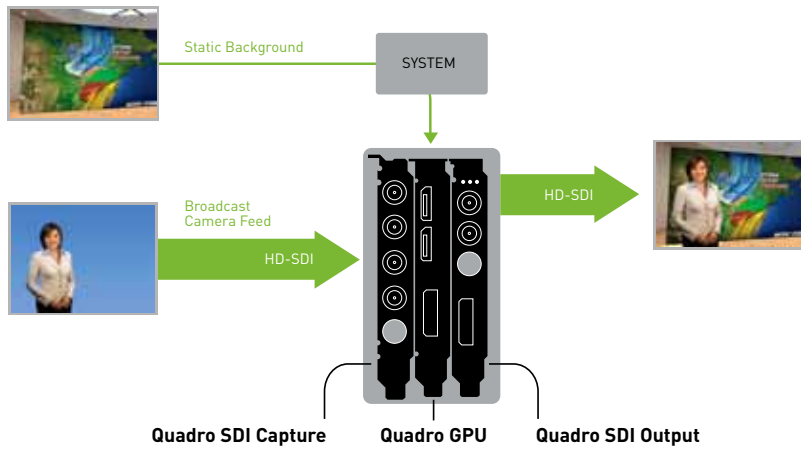 Static Background
SYSTEM
Broadcast
Camera Feed
HD-SDI
HD-SDI
Quadro SDI Capture
Quadro GPU
Quadro SDI Output